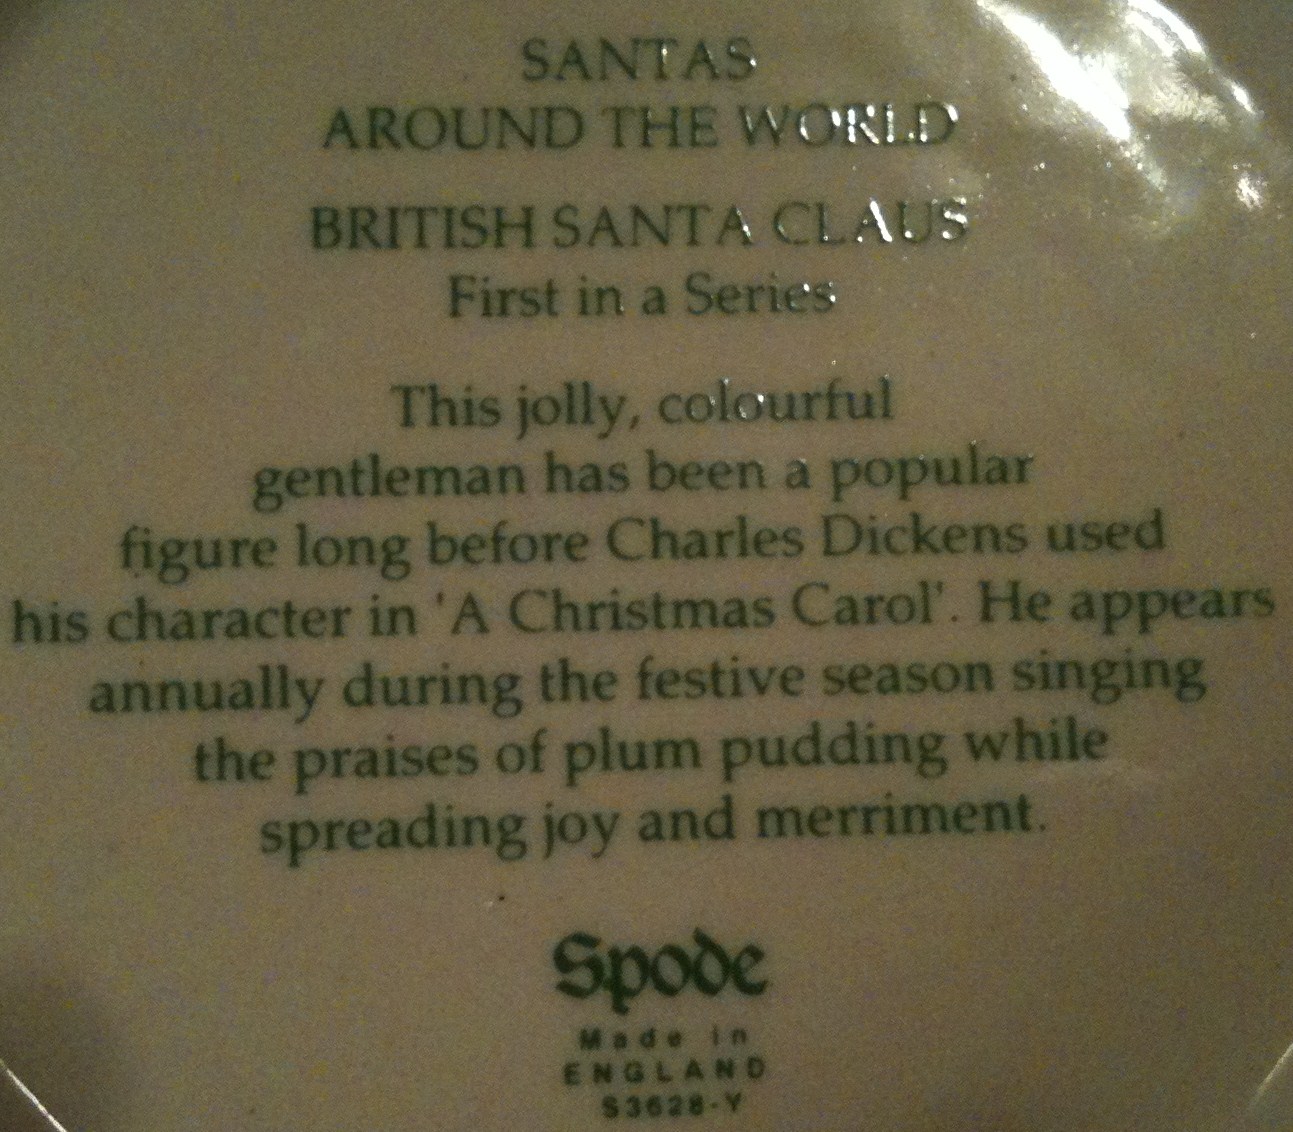 SANTAS
AROUND THE WORLD
BRITISH SANTA CLAUS
First in a Series
This jolly, colourful
gentleman has been a popular
figure long before Charles Dickens used
his character in 'A Christmas Carol'. He appears
annually during the festive season singing
the praises of plum pudding while
spreading joy and merriment.
Spode
Made in
ENGLAND
S3628-Y